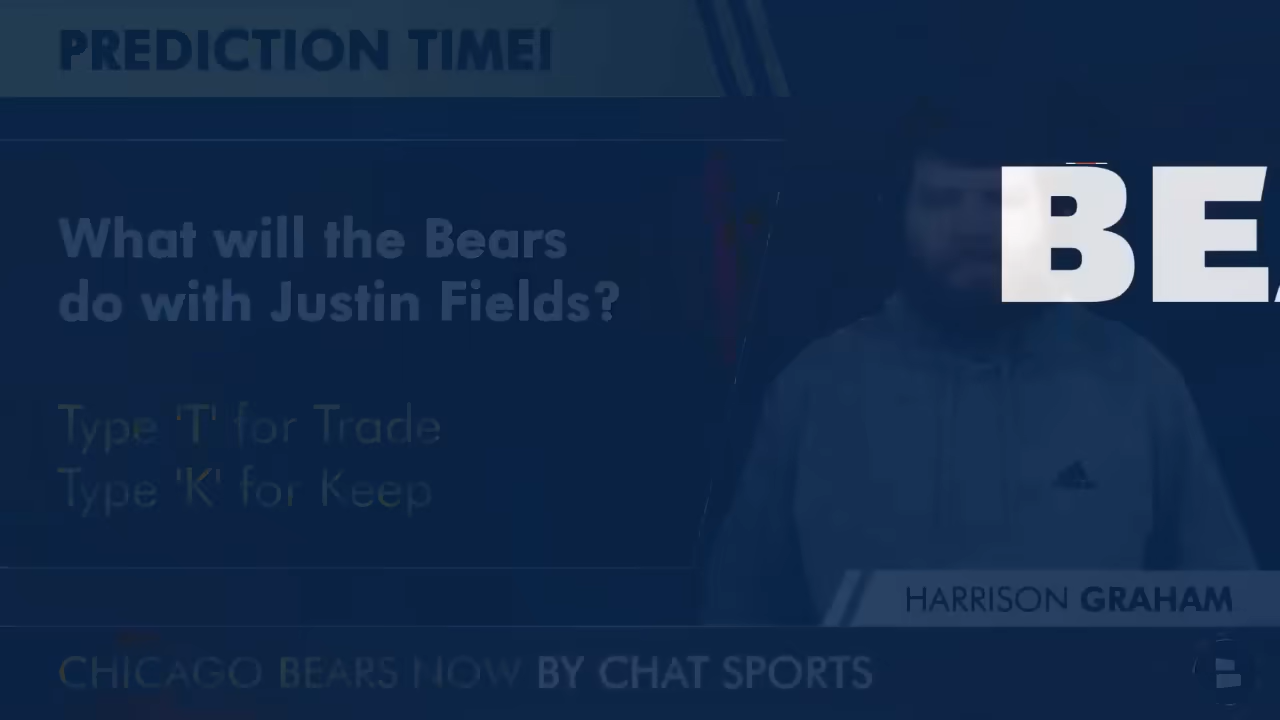 PREDICTION TIME!
What will the Bears
do with Justin Fields?
Type 'T' for Trade
Type 'K' for Keep
BE
HARRISON GRAHAM
CHICAGO BEARS NOW BY CHAT SPORTS